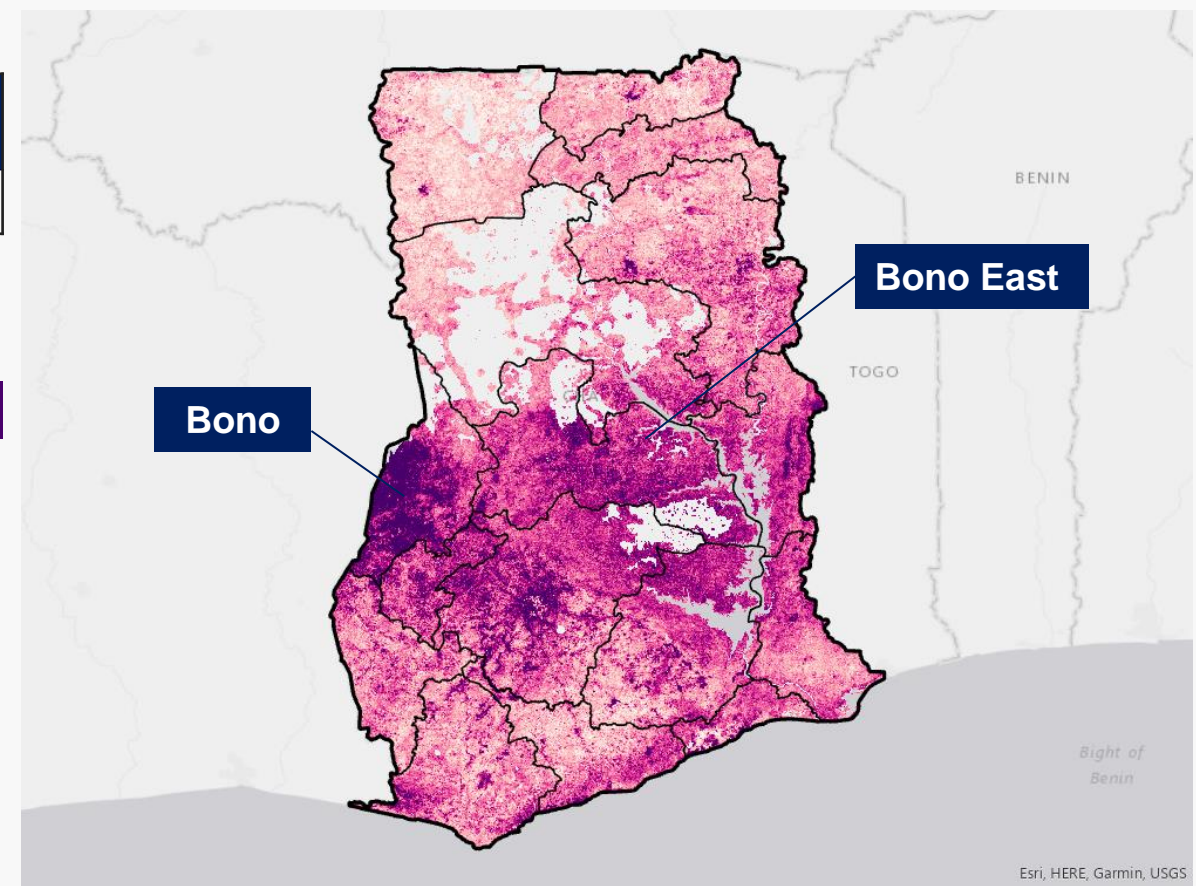 BENIN
Bono East
TOGO
Bono
Bight of
Benin
Esri, HERE, Garmin, USGS